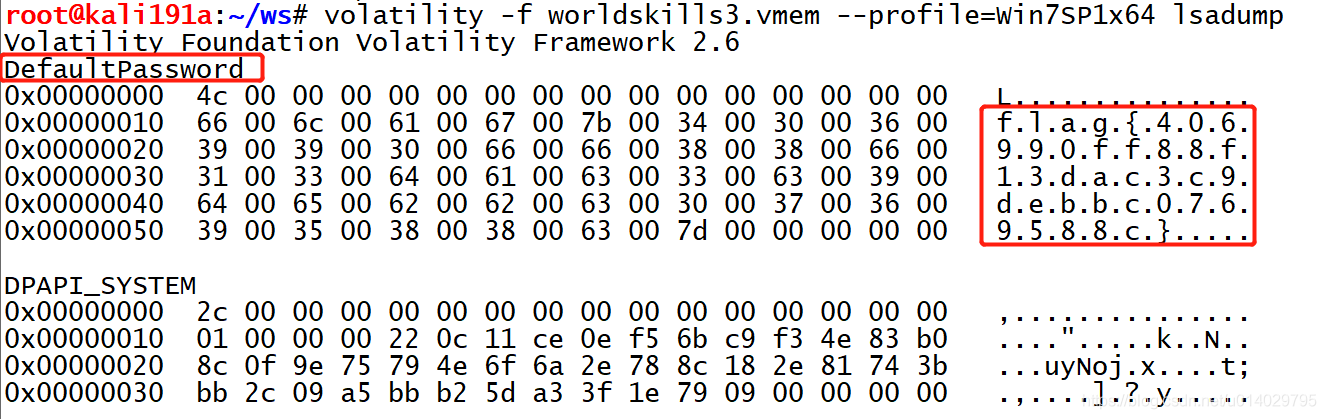 root@kali191a:~/ws# volatility -f worldskills3.vmem --profile=Win7SP1x64 lsadump
Volatility Foundation Volatility Framework 2.6
DefaultPassword
0x00000000  4c 00 00 00 00 00 00 00 00 00 00 00 00 00 00 00   L...............
0x00000010  66 00 6c 00 61 00 67 00 7b 00 34 00 30 00 36 00   f.l.a.g.{.4.0.6.
0x00000020  39 00 39 00 30 00 66 00 66 00 38 00 38 00 66 00   9.9.0.f.f.8.8.f.
0x00000030  31 00 33 00 64 00 61 00 63 00 33 00 63 00 39 00   1.3.d.a.c.3.c.9.
0x00000040  64 00 65 00 62 00 62 00 63 00 30 00 37 00 36 00   d.e.b.b.c.0.7.6.
0x00000050  39 00 35 00 38 00 38 00 63 00 7d 00 00 00 00 00   9.5.8.8.c.}.....
DPAPI_SYSTEM
0x00000000  2c 00 00 00 00 00 00 00 00 00 00 00 00 00 00 00   ,...............
0x00000010  01 00 00 00 22 0c 11 ce 0e f5 6b c9 f3 4e 83 b0   ....".....k..N..
0x00000020  8c 0f 9e 75 79 4e 6f 6a 2e 78 8c 18 2e 81 74 3b   ...uyNoj.x....t;
0x00000030  bb 2c 09 a5 bb b2 5d a3 3f 1e 79 09 00 00 00 00   .,....].?.y.....